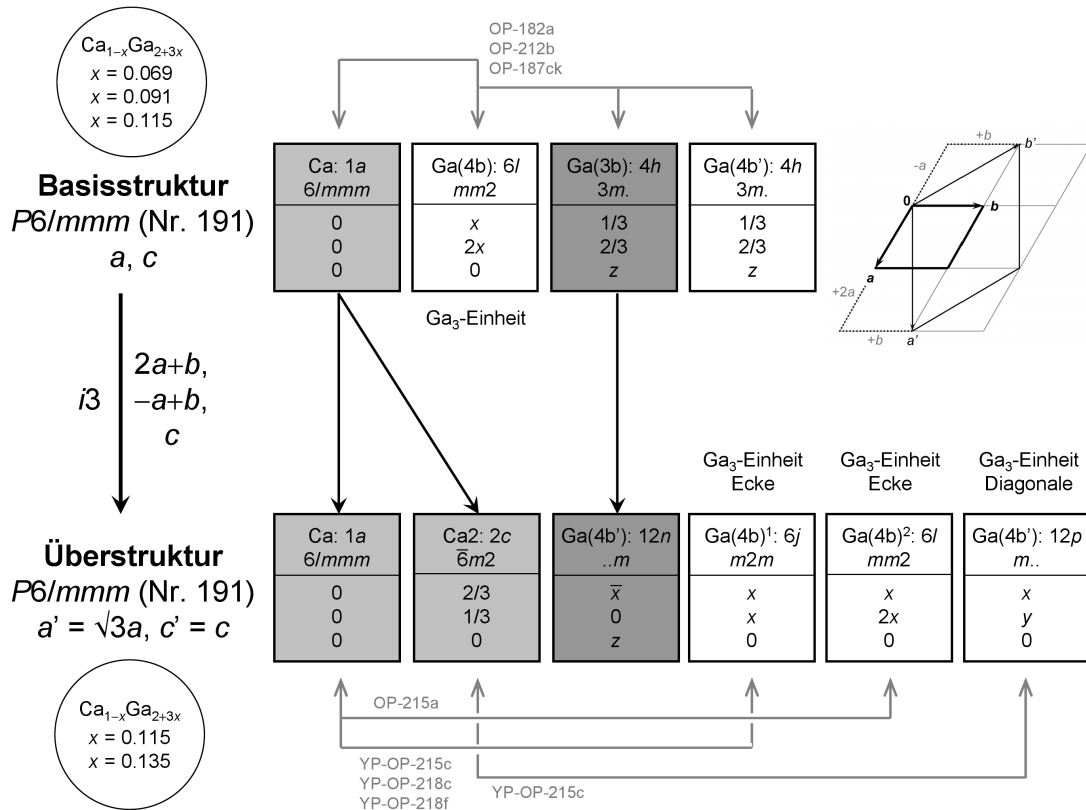 Ca₁₋ₓGa₂₊₃ₓ
x = 0.069
x = 0.091
x = 0.115
OP-182a
OP-212b
OP-187ck
Basisstruktur
P6/mmm (Nr. 191)
a, c
Ca: 1a
6/mmm
0
0
0
Ga(4b): 6l
mm2
x
2x
0
Ga₃-Einheit
Ga(3b): 4h
3m.
1/3
2/3
z
Ga(4b'): 4h
3m.
1/3
2/3
z
+b
b'
-a
0
b
a
+2a
+b
a'
i3
2a+b,
−a+b,
c
Überstruktur
P6/mmm (Nr. 191)
a' = √3a, c' = c
Ca: 1a
6/mmm
0
0
0
Ca2: 2c
6̅m2
2/3
1/3
0
Ga(4b'): 12n
..m
x̅
0
z
Ga₃-Einheit
Ecke
Ga(4b)¹: 6j
m2m
x
x
0
Ga₃-Einheit
Ecke
Ga(4b)²: 6l
mm2
x
2x
0
Ga₃-Einheit
Diagonale
Ga(4b'): 12p
m..
x
y
0
Ca₁₋ₓGa₂₊₃ₓ
x = 0.115
x = 0.135
OP-215a
YP-OP-215c
YP-OP-218c
YP-OP-218f
YP-OP-215c